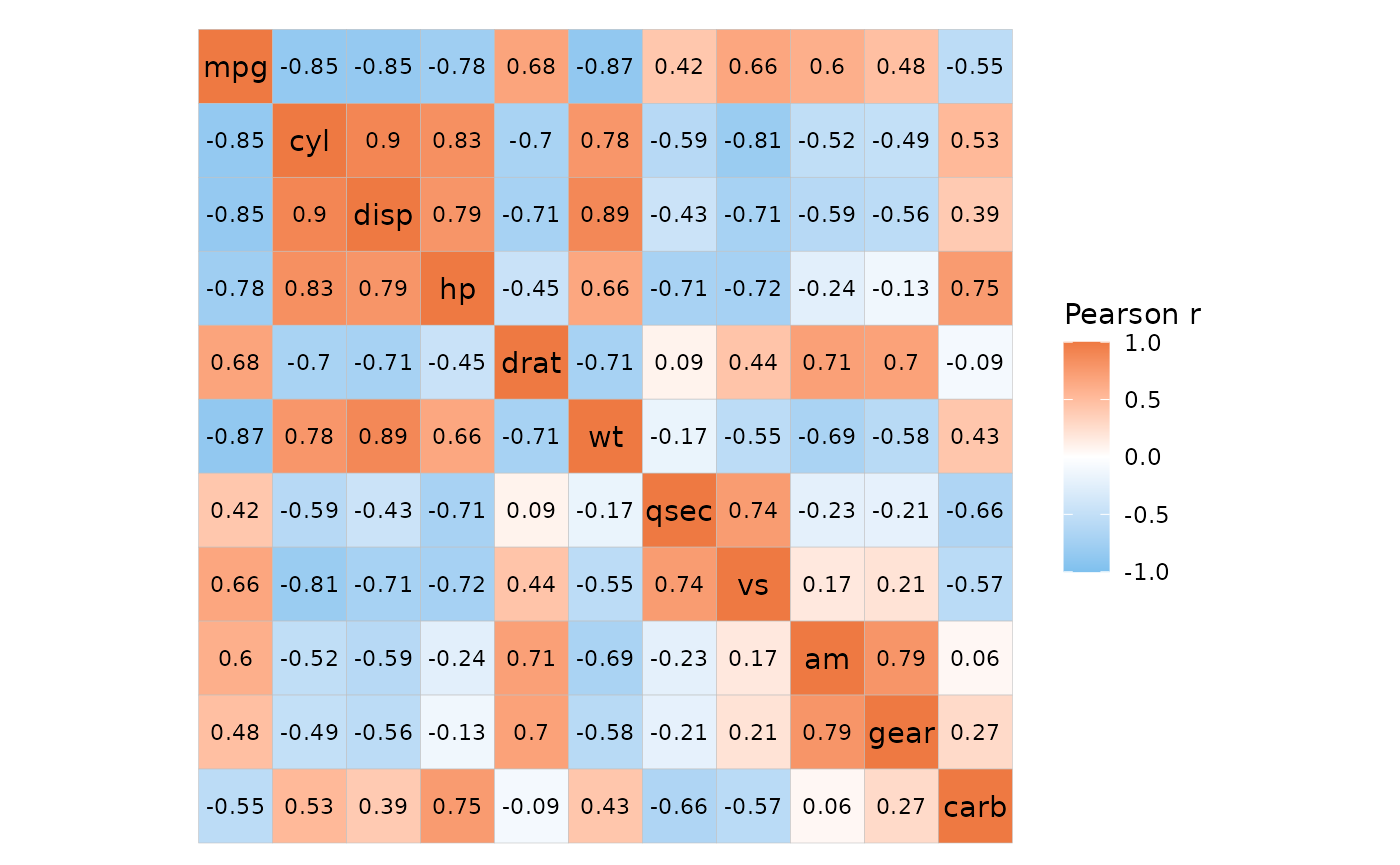 mpg -0.85 -0.85 -0.78 0.68 -0.87 0.42 0.66 0.6 0.48 -0.55
-0.85 cyl 0.9 0.83 -0.7 0.78 -0.59 -0.81 -0.52 -0.49 0.53
-0.85 0.9 disp 0.79 -0.71 0.89 -0.43 -0.71 -0.59 -0.56 0.39
-0.78 0.83 0.79 hp -0.45 0.66 -0.71 -0.72 -0.24 -0.13 0.75
0.68 -0.7 -0.71 -0.45 drat -0.71 0.09 0.44 0.71 0.7 -0.09
-0.87 0.78 0.89 0.66 -0.71 wt -0.17 -0.55 -0.69 -0.58 0.43
0.42 -0.59 -0.43 -0.71 0.09 -0.17 qsec 0.74 -0.23 -0.21 -0.66
0.66 -0.81 -0.71 -0.72 0.44 -0.55 0.74 vs 0.17 0.21 -0.57
0.6 -0.52 -0.59 -0.24 0.71 -0.69 -0.23 0.17 am 0.79 0.06
0.48 -0.49 -0.56 -0.13 0.7 -0.58 -0.21 0.21 0.79 gear 0.27
-0.55 0.53 0.39 0.75 -0.09 0.43 -0.66 -0.57 0.06 0.27 carb
Pearson r
1.0
0.5
0.0
-0.5
-1.0